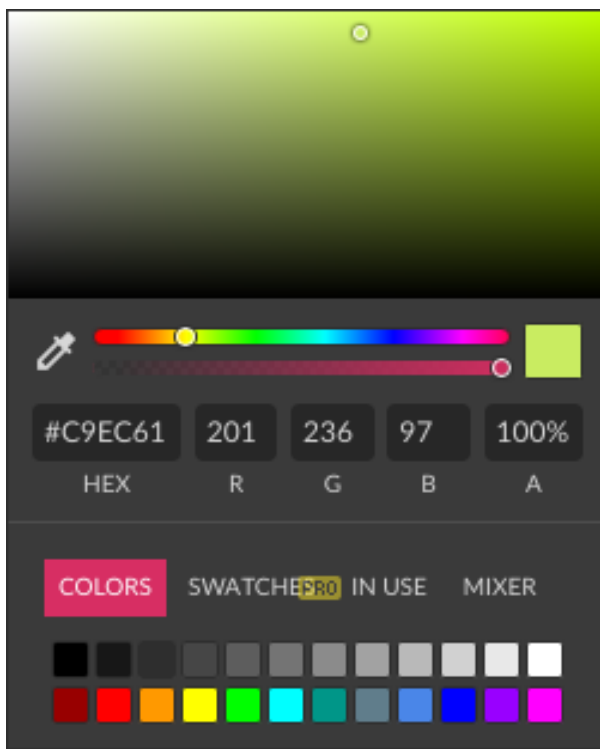 #C9EC61 201 236 97 100%
HEX R G B A
COLORS SWATCHES PRO IN USE MIXER